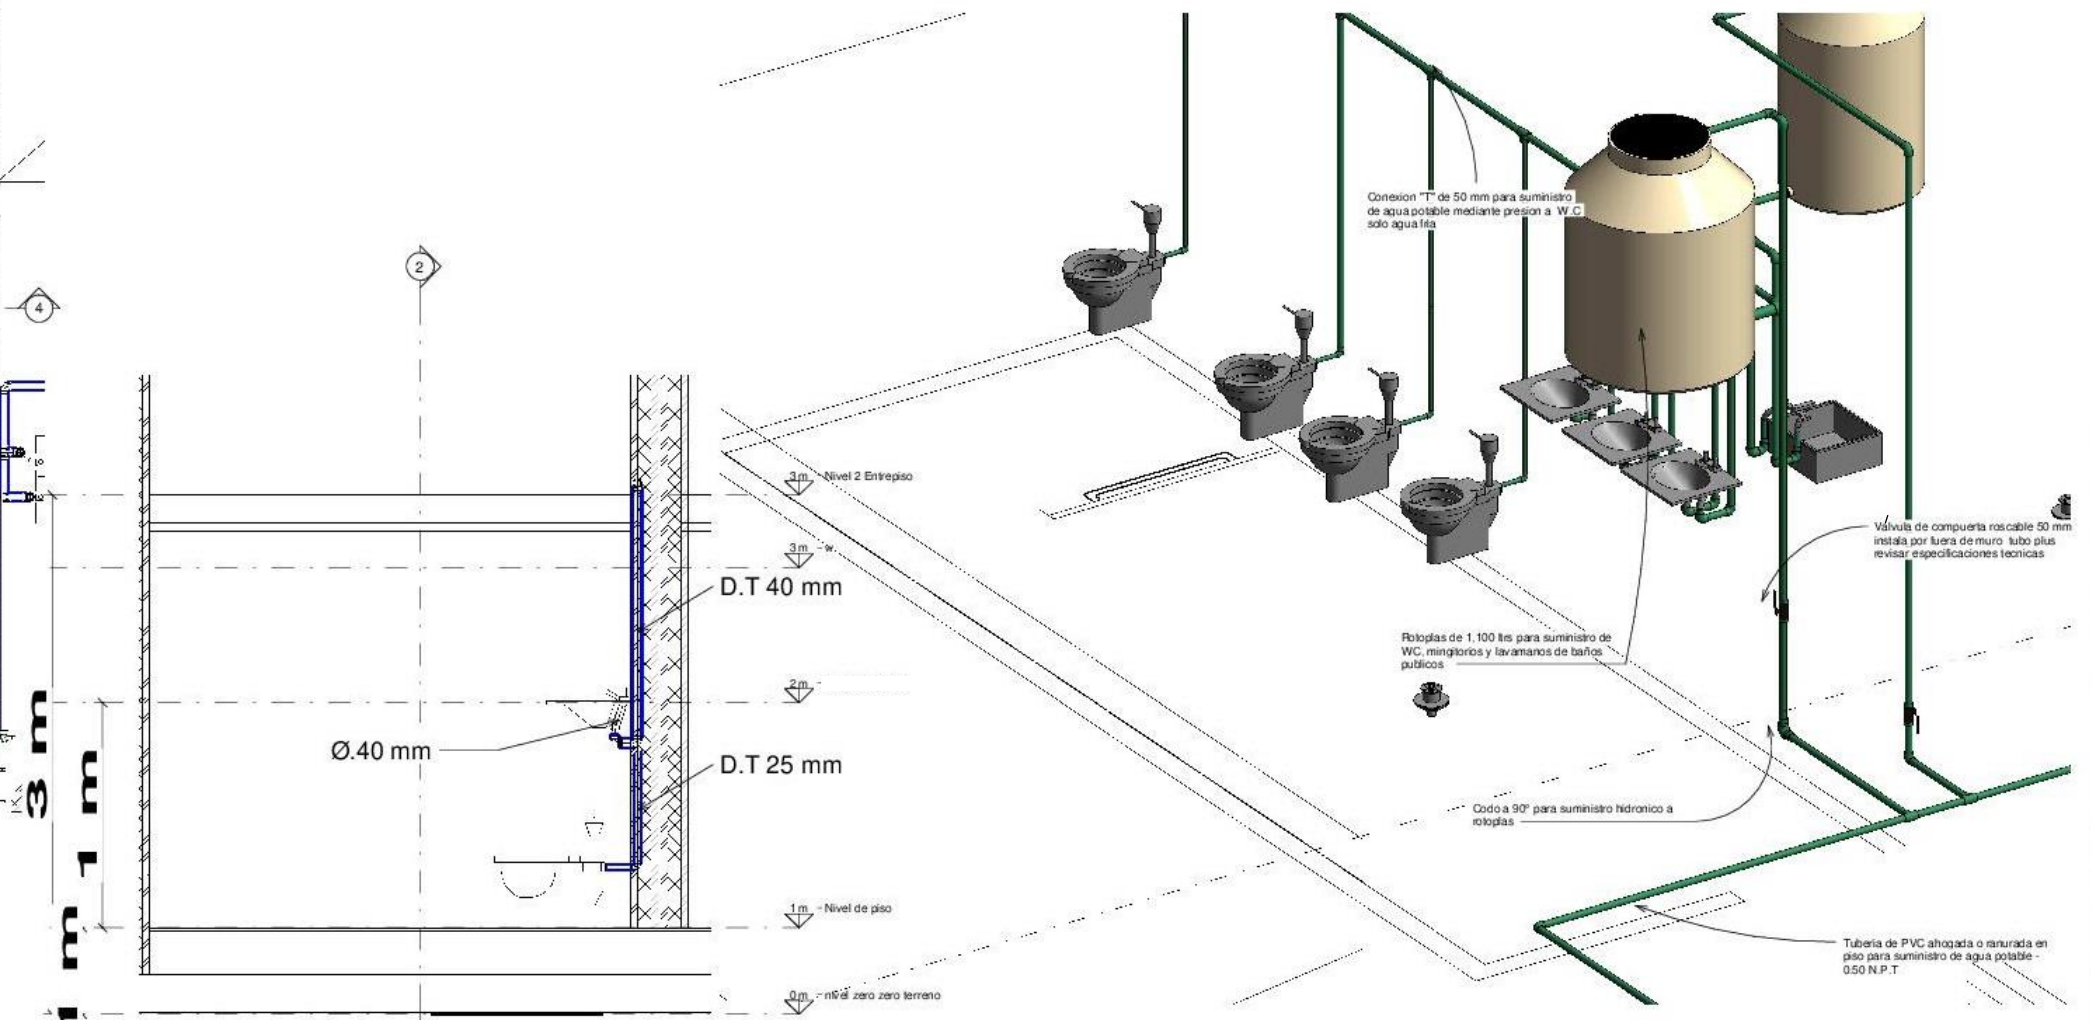 4
2
3 m
1 m
1 m
Ø.40 mm
D.T 40 mm
D.T 25 mm
3m - Nivel 2 Entrepiso
3m - w.
2m -
1m - Nivel de piso
0m - nivel zero zero terreno
Conexion "T" de 50 mm para suministro
de agua potable mediante presion a W.C
solo agua fria
Valvula de compuerta roscable 50 mm
instala por fuera de muro tubo plus
revisar especificaciones tecnicas
Rotoplas de 1,100 ltrs para suministro de
WC, mingitorios y lavamanos de baños
publicos
Codo a 90° para suministro hidronico a
rotoplas
Tuberia de PVC ahogada o ranurada en
piso para suministro de agua potable -
0.50 N.P.T